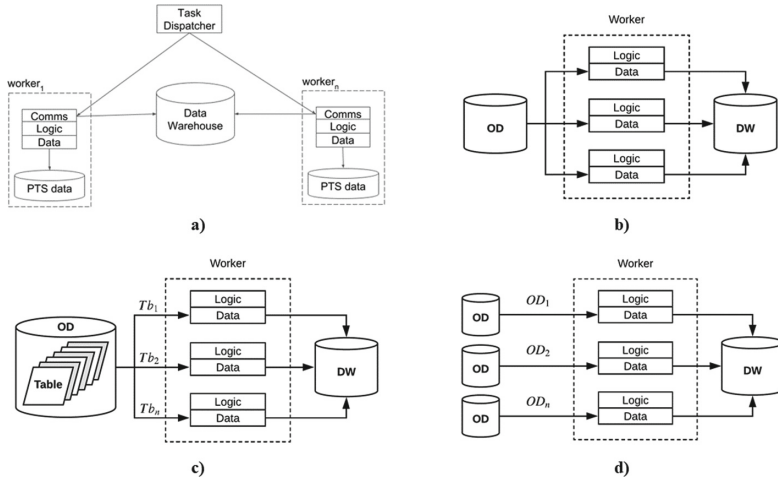 Task
Dispatcher
worker1
workern
Comms
Logic
Data
PTS data
Data
Warehouse
Comms
Logic
Data
PTS data
a)
Worker
OD
Logic
Data
Logic
Data
Logic
Data
DW
b)
Worker
OD
Table
Tb1
Tb2
Tbn
Logic
Data
Logic
Data
Logic
Data
DW
c)
Worker
OD
OD
OD
OD1
OD2
ODn
Logic
Data
Logic
Data
Logic
Data
DW
d)